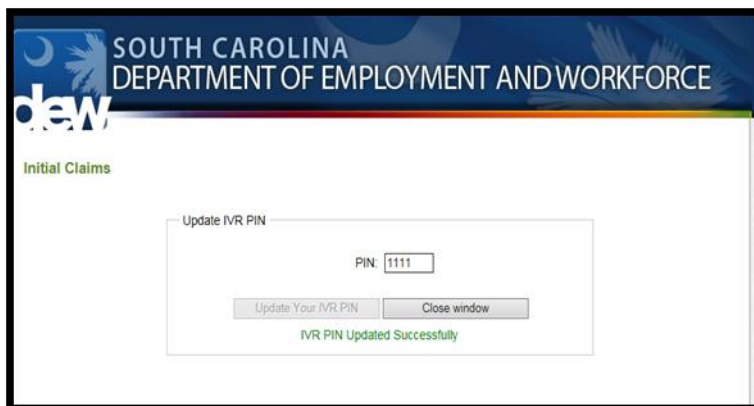 SOUTH CAROLINA
DEPARTMENT OF EMPLOYMENT AND WORKFORCE
dew
Initial Claims
Update IVR PIN
PIN: 1111
Update Your IVR PIN Close window
IVR PIN Updated Successfully